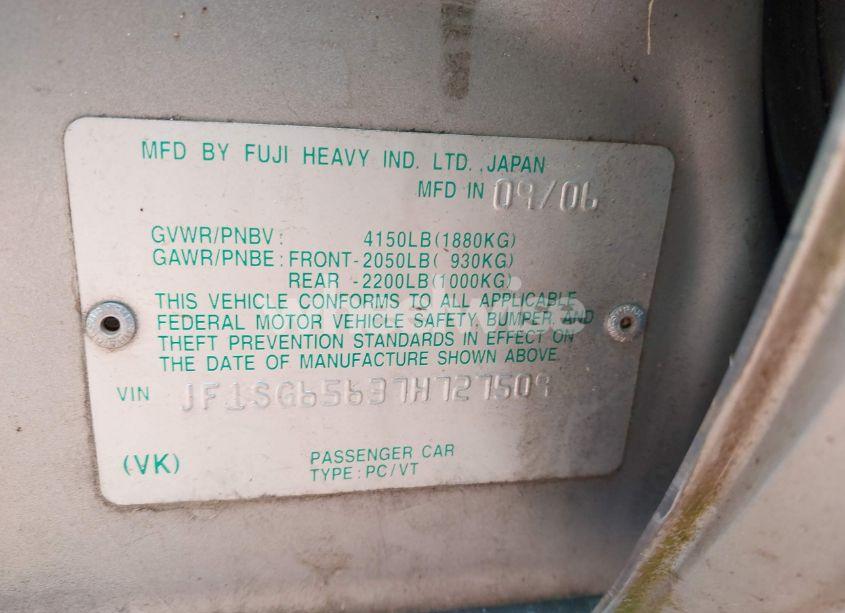 MFD BY FUJI HEAVY IND. LTD., JAPAN
MFD IN 09/06
GVWR/PNBV: 4150LB(1880KG)
GAWR/PNBE: FRONT-2050LB( 930KG)
REAR -2200LB(1000KG)
THIS VEHICLE CONFORMS TO ALL APPLICABLE
FEDERAL MOTOR VEHICLE SAFETY, BUMPER, AND
THEFT PREVENTION STANDARDS IN EFFECT ON
THE DATE OF MANUFACTURE SHOWN ABOVE.
VIN JF1SG65637H727509
(VK) PASSENGER CAR
TYPE: PC/VT